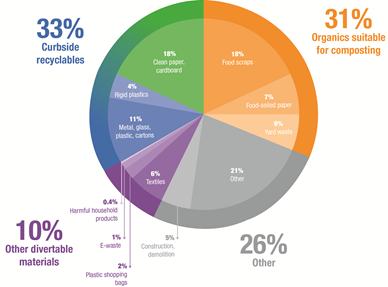 33%
Curbside
recyclables
31%
Organics suitable
for composting
18%
Clean paper,
cardboard
18%
Food scraps
4%
Rigid plastics
7%
Food-soiled paper
11%
Metal, glass,
plastic, cartons
6%
Yard waste
6%
Textiles
21%
Other
0.4%
Harmful household
products
1%
E-waste
2%
Plastic shopping
bags
5%
Construction,
demolition
10%
Other divertable
materials
26%
Other